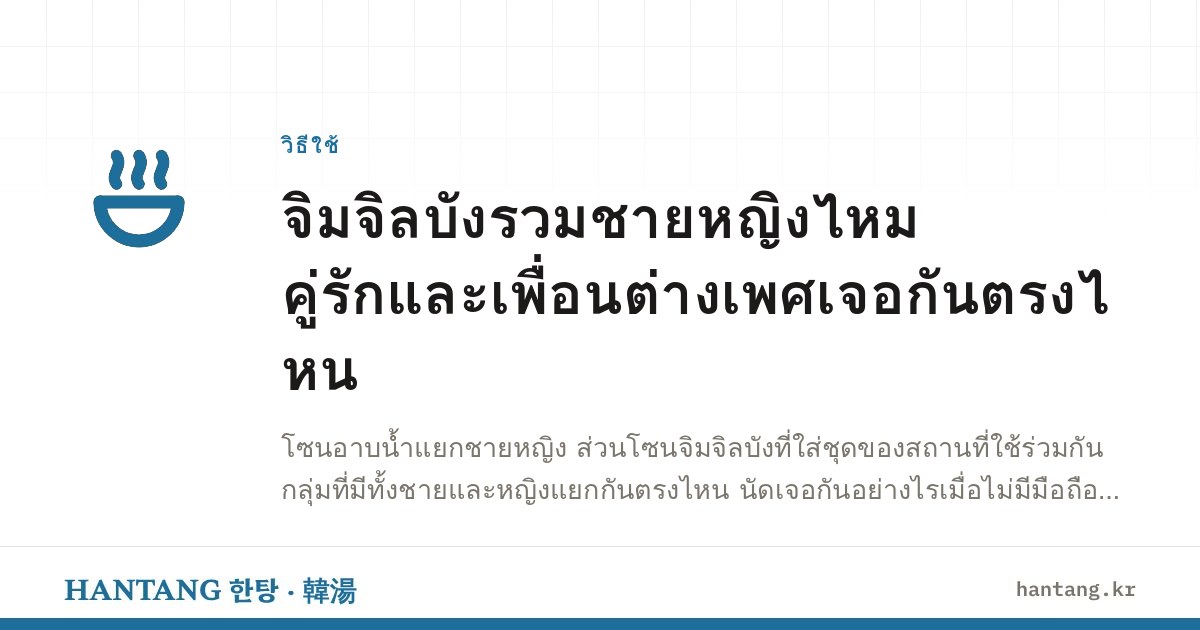 วิธีใช้
จิมจิลบังรวมชายหญิงไหม
คู่รักและเพื่อนต่างเพศเจอกันตรงไ
หน
โซนอาบน้ำแยกชายหญิง ส่วนโซนจิมจิลบังที่ใส่ชุดของสถานที่ใช้ร่วมกัน
กลุ่มที่มีทั้งชายและหญิงแยกกันตรงไหน นัดเจอกันอย่างไรเมื่อไม่มีมือถือ...
HANTANG 한탕 · 韓湯
hantang.kr